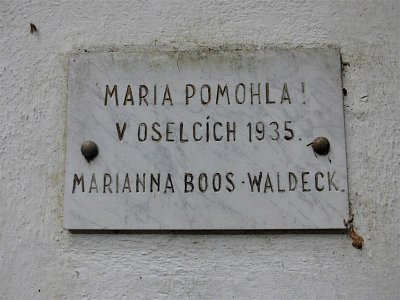 MARIA POMOHLA!
V OSELCÍCH 1935.
MARIANNA BOOS-WALDECK.